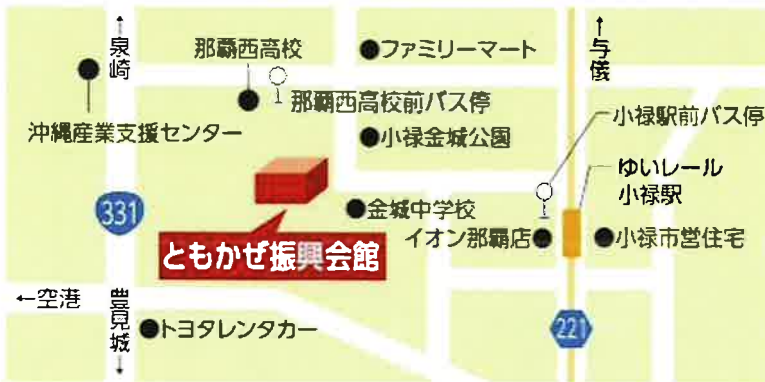 ↑泉崎
那覇西高校
ファミリーマート
↑与儀
那覇西高校前バス停
沖縄産業支援センター
小禄駅前バス停
小禄金城公園
ゆいレール
小禄駅
331
金城中学校
イオン那覇店
小禄市営住宅
ともかぜ振興会館
←空港
豊見城↓
トヨタレンタカー
221